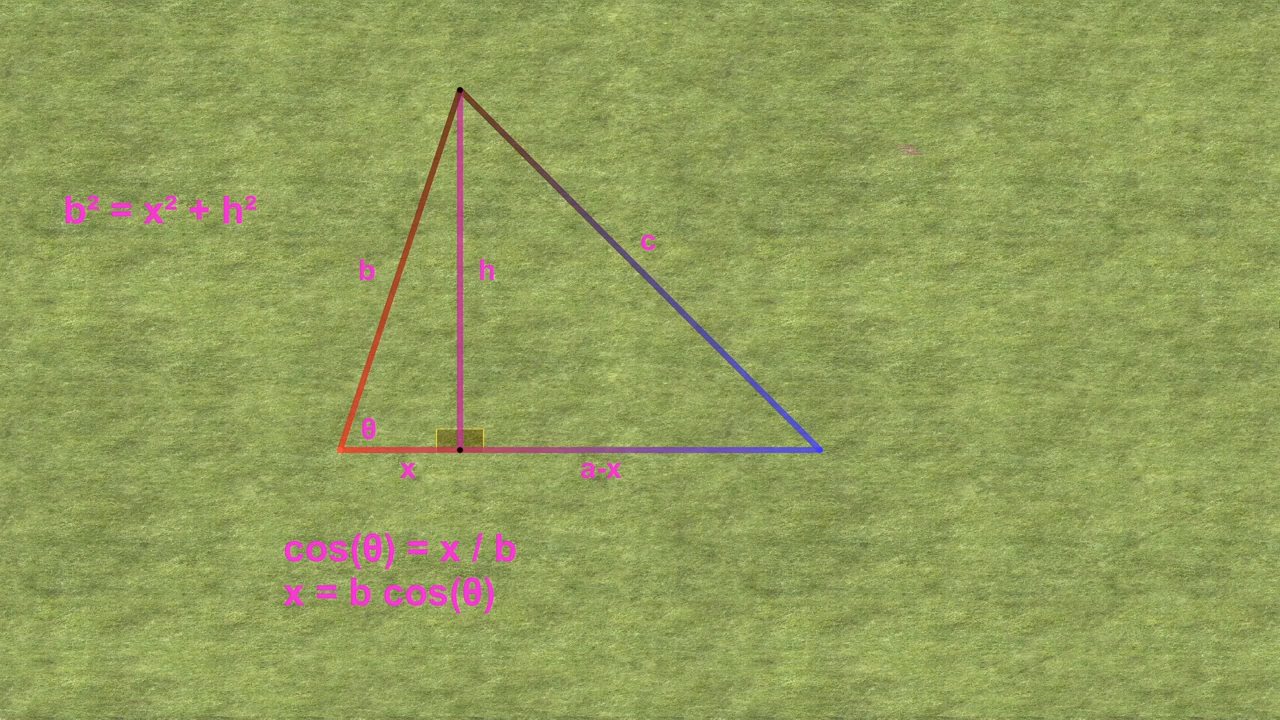 b² = x² + h²
c
b
h
θ
x
a-x
cos(θ) = x / b
x = b cos(θ)